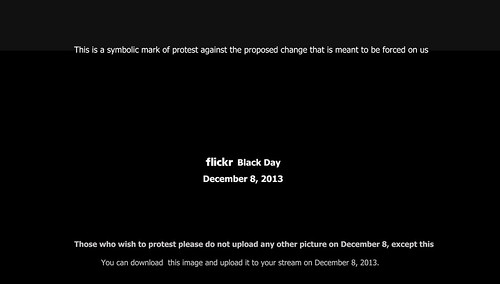 This is a symbolic mark of protest against the proposed change that is meant to be forced on us
flickr Black Day
December 8, 2013
Those who wish to protest please do not upload any other picture on December 8, except this
You can download this image and upload it to your stream on December 8, 2013.